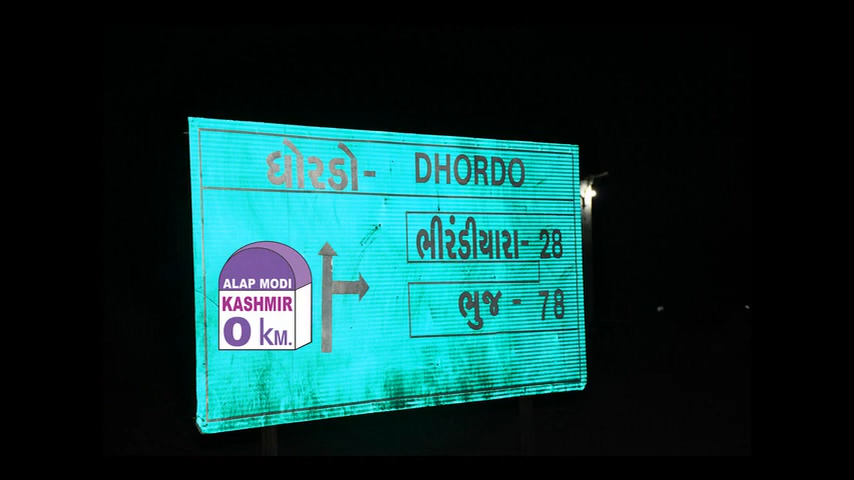 ધોરડો- DHORDO
ભીરંડીયારા- 28
ભુજ - 78
ALAP MODI
KASHMIR
0 KM.